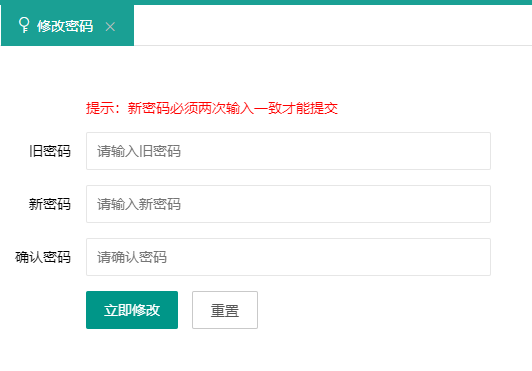 修改密码
提示：新密码必须两次输入一致才能提交
旧密码 请输入旧密码
新密码 请输入新密码
确认密码 请确认密码
立即修改 重置